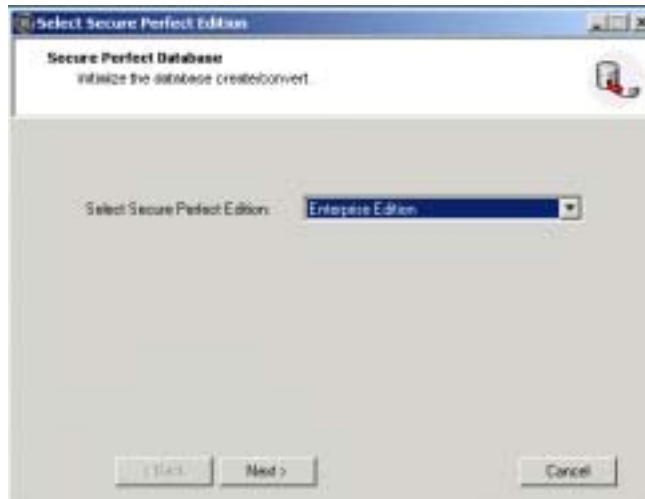 Select Secure Perfect Edition
Secure Perfect Database
Initialize the database create/convert.
Select Secure Perfect Edition: Enterprise Edition
< Back Next > Cancel